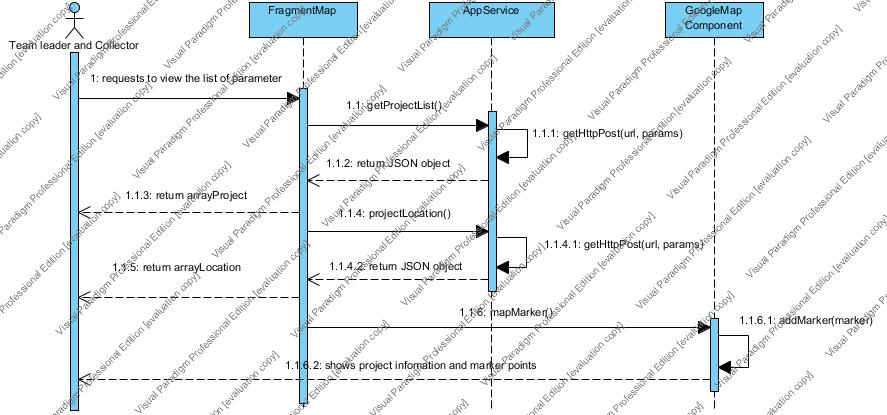 FragmentMap
AppService
GoogleMap
Component
Team leader and Collector
1: requests to view the list of parameter
1.1: getProjectList()
1.1.1: getHttpPost(url, params)
1.1.2: return JSON object
1.1.3: return arrayProject
1.1.4: projectLocation()
1.1.4.1: getHttpPost(url, params)
1.1.4.2: return JSON object
1.1.5: return arrayLocation
1.1.6: mapMarker()
1.1.6.1: addMarker(marker)
1.1.6.2: shows project infomation and marker points
Visual Paradigm Professional Edition [evaluation copy]